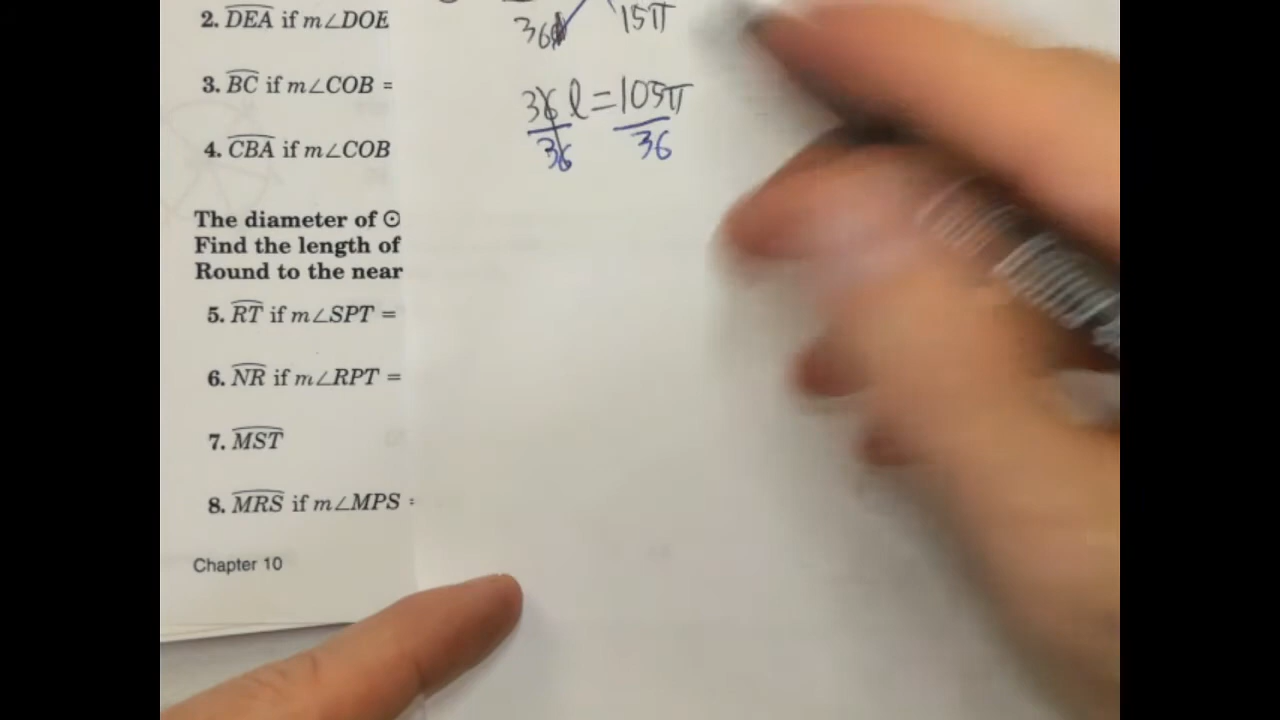 2. DEA if m∠DOE
3. BC if m∠COB =
4. CBA if m∠COB
The diameter of ⊙
Find the length of
Round to the near
5. RT if m∠SPT =
6. NR if m∠RPT =
7. MST
8. MRS if m∠MPS =
Chapter 10
360 15π
36 l = 105π
36 36